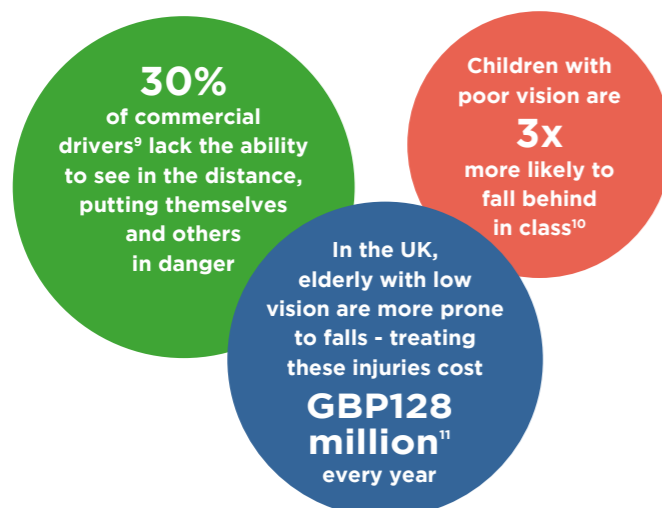 30%
of commercial
drivers⁹ lack the ability
to see in the distance,
putting themselves
and others
in danger
Children with
poor vision are
3x
more likely to
fall behind
in class¹⁰
In the UK,
elderly with low
vision are more prone
to falls - treating
these injuries cost
GBP128
million¹¹
every year